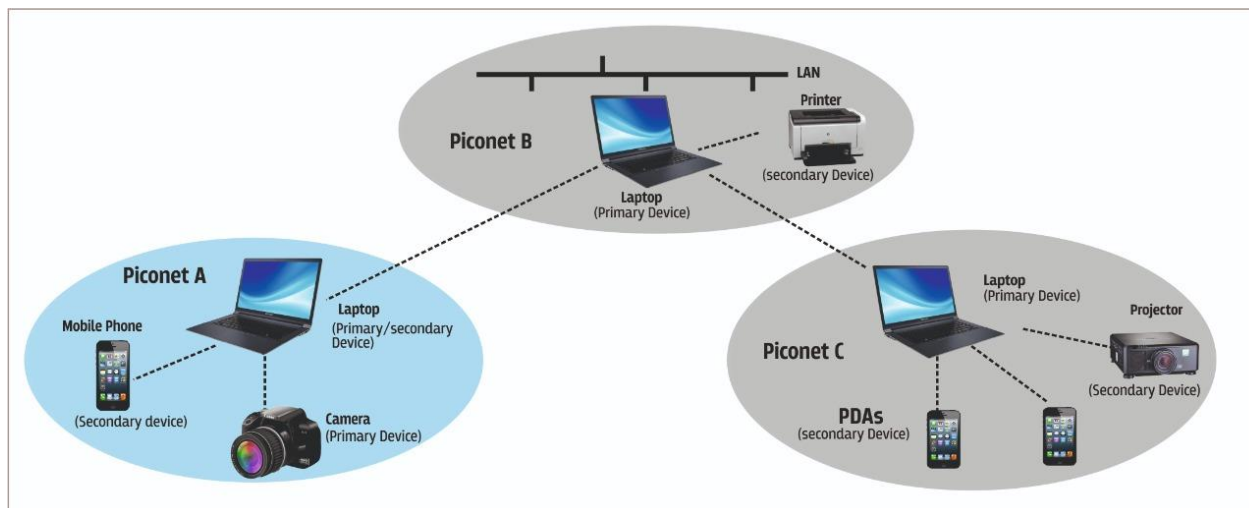 LAN
Printer
(secondary Device)
Piconet B
Laptop
(Primary Device)
Piconet A
Laptop
(Primary/secondary
Device)
Mobile Phone
(Secondary device)
Camera
(Primary Device)
Laptop
(Primary Device)
Projector
(Secondary Device)
Piconet C
PDAs
(secondary Device)